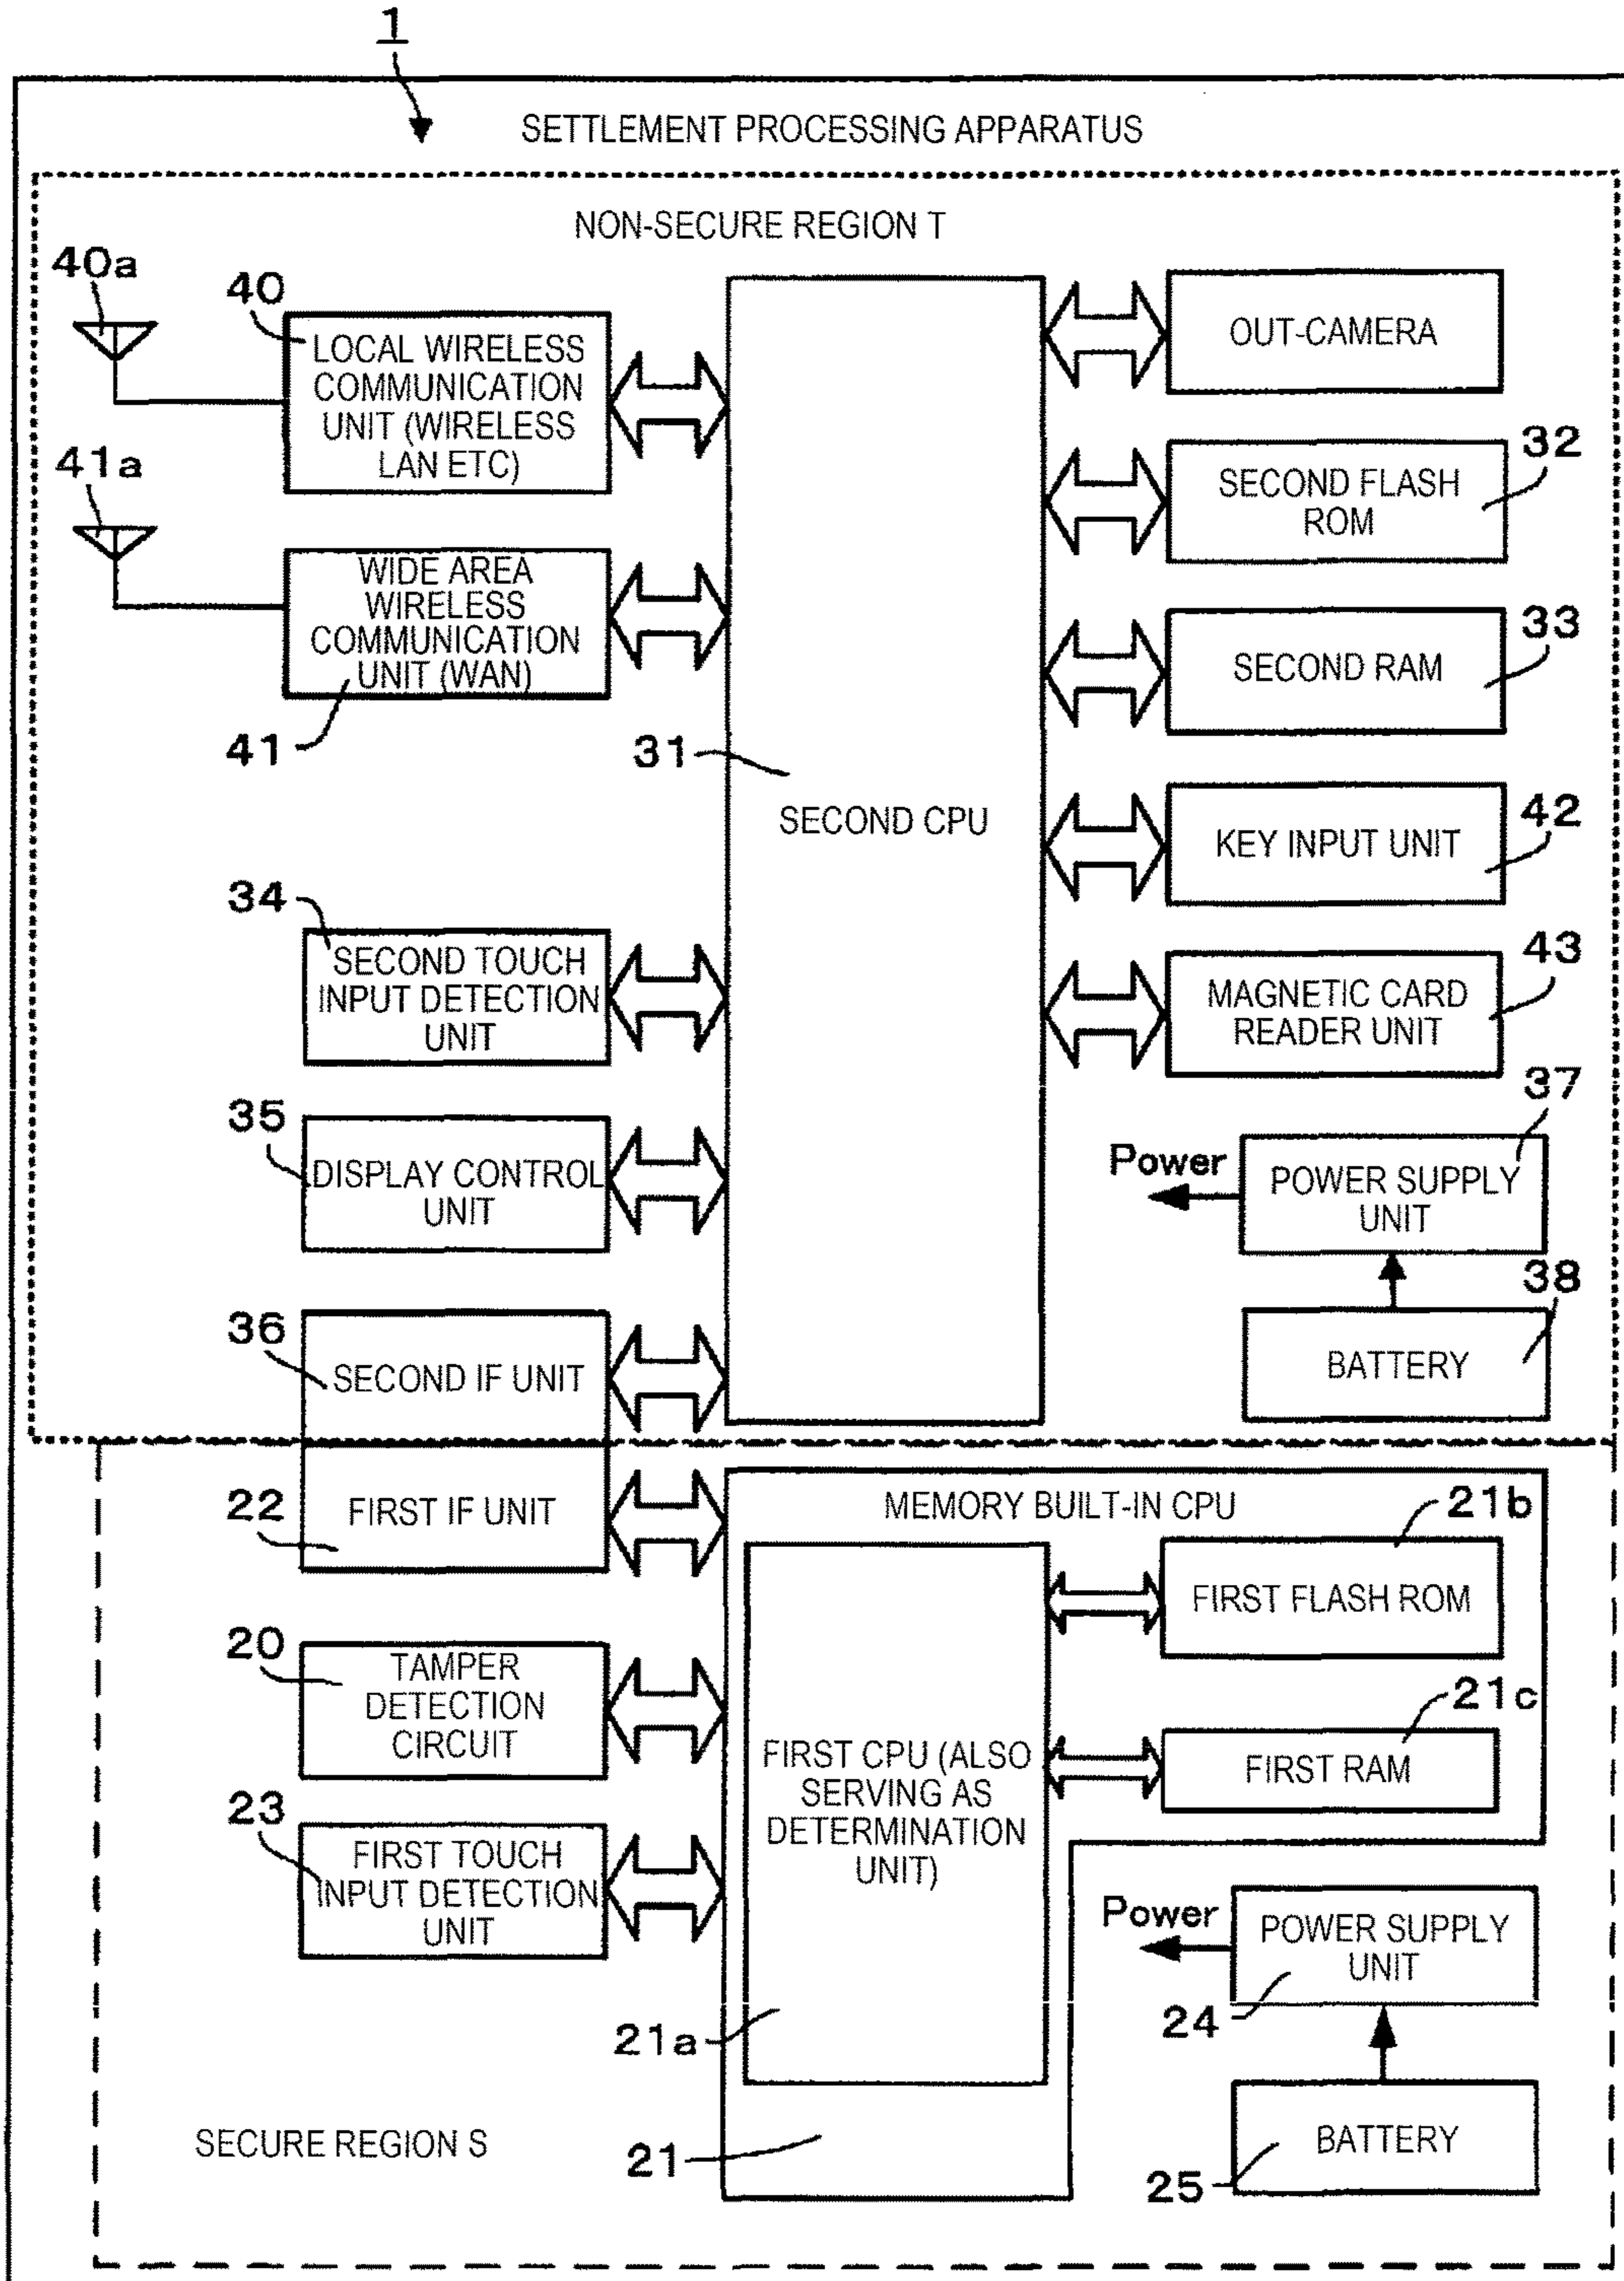 1
SETTLEMENT PROCESSING APPARATUS
NON-SECURE REGION T
40a
40
LOCAL WIRELESS
COMMUNICATION
UNIT (WIRELESS
LAN ETC)
41a
WIDE AREA
WIRELESS
COMMUNICATION
UNIT (WAN)
41
31
SECOND CPU
OUT-CAMERA
32
SECOND FLASH
ROM
33
SECOND RAM
42
KEY INPUT UNIT
43
MAGNETIC CARD
READER UNIT
34
SECOND TOUCH
INPUT DETECTION
UNIT
35
DISPLAY CONTROL
UNIT
37
Power
POWER SUPPLY
UNIT
38
BATTERY
36
SECOND IF UNIT
22
FIRST IF UNIT
MEMORY BUILT-IN CPU
21b
FIRST FLASH ROM
21c
FIRST RAM
20
TAMPER
DETECTION
CIRCUIT
FIRST CPU (ALSO
SERVING AS
DETERMINATION
UNIT)
23
FIRST TOUCH
INPUT DETECTION
UNIT
Power
POWER SUPPLY
UNIT
24
21a
SECURE REGION S
21
BATTERY
25